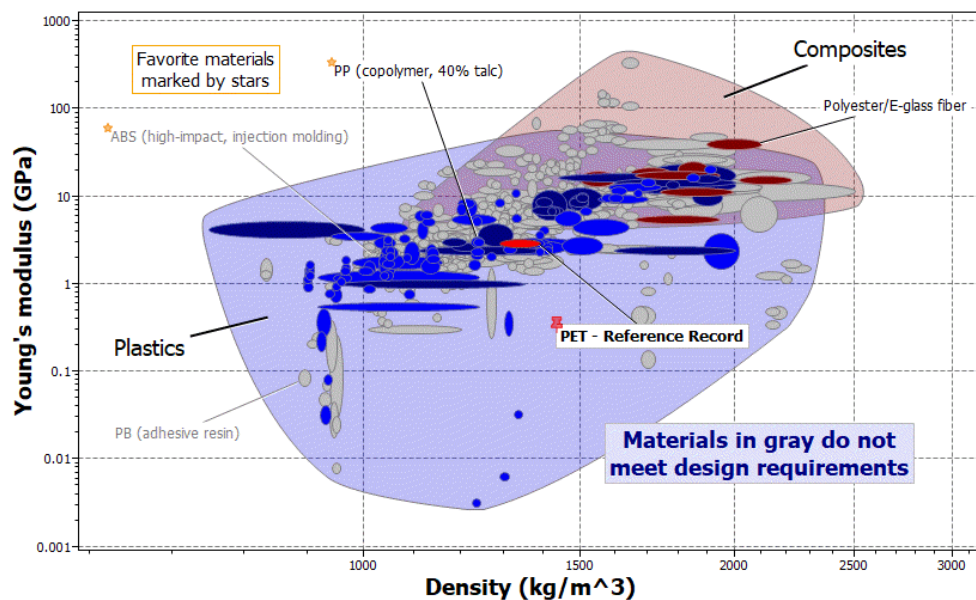 1000
100
10
1
0.1
0.01
0.001
Young's modulus (GPa)
Favorite materials
marked by stars
PP (copolymer, 40% talc)
Composites
ABS (high-impact, injection molding)
Polyester/E-glass fiber
Plastics
PET - Reference Record
PB (adhesive resin)
Materials in gray do not
meet design requirements
1000
1500
2000
2500
3000
Density (kg/m^3)